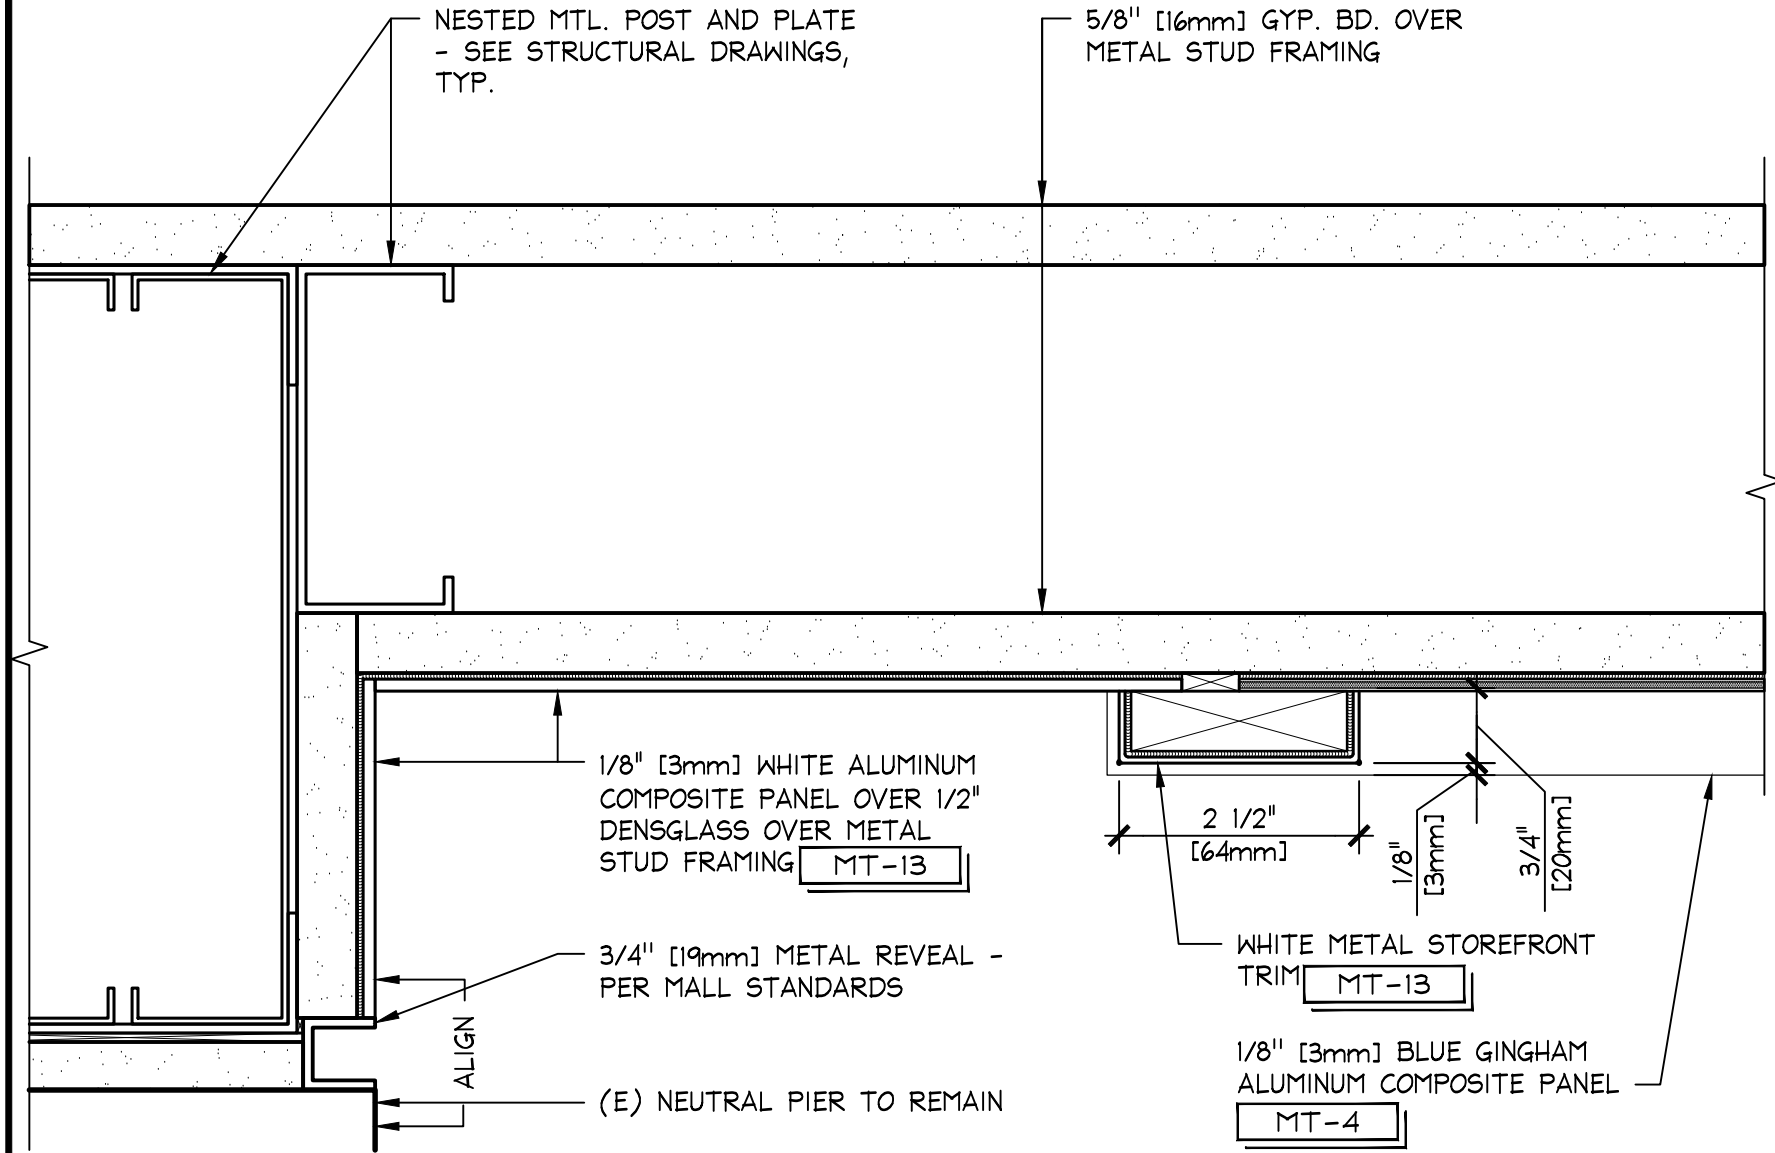 NESTED MTL. POST AND PLATE
- SEE STRUCTURAL DRAWINGS,
TYP.
5/8" [16mm] GYP. BD. OVER
METAL STUD FRAMING
1/8" [3mm] WHITE ALUMINUM
COMPOSITE PANEL OVER 1/2"
DENSGLASS OVER METAL
STUD FRAMING MT-13
3/4" [19mm] METAL REVEAL -
PER MALL STANDARDS
ALIGN
(E) NEUTRAL PIER TO REMAIN
2 1/2"
[64mm]
1/8"
[3mm]
3/4"
[20mm]
WHITE METAL STOREFRONT
TRIM MT-13
1/8" [3mm] BLUE GINGHAM
ALUMINUM COMPOSITE PANEL
MT-4